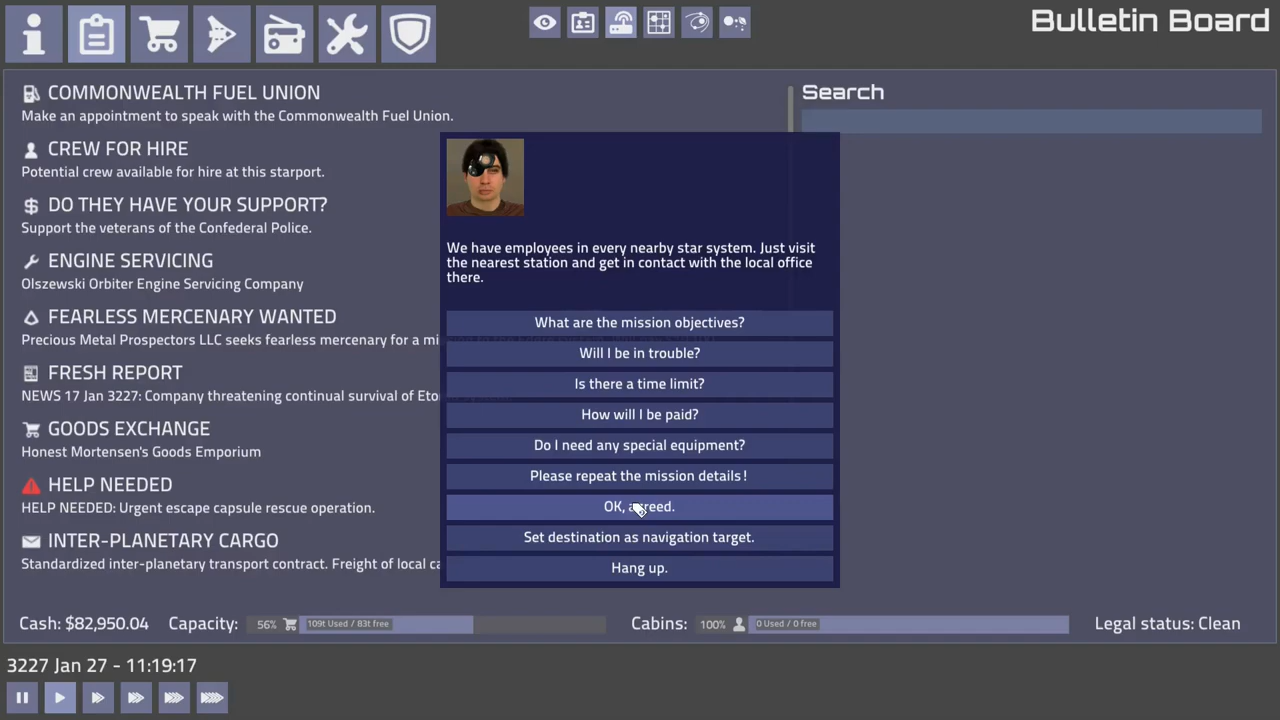 Bulletin Board
COMMONWEALTH FUEL UNION
Make an appointment to speak with the Commonwealth Fuel Union.
CREW FOR HIRE
Potential crew available for hire at this starport.
DO THEY HAVE YOUR SUPPORT?
Support the veterans of the Confederal Police.
ENGINE SERVICING
Olszewski Orbiter Engine Servicing Company
FEARLESS MERCENARY WANTED
Precious Metal Prospectors LLC seeks fearless mercenary for a mi
FRESH REPORT
NEWS 17 Jan 3227: Company threatening continual survival of Eto
GOODS EXCHANGE
Honest Mortensen's Goods Emporium
HELP NEEDED
HELP NEEDED: Urgent escape capsule rescue operation.
INTER-PLANETARY CARGO
Standardized inter-planetary transport contract. Freight of local ca
Search
We have employees in every nearby star system. Just visit
the nearest station and get in contact with the local office
there.
What are the mission objectives?
Will I be in trouble?
Is there a time limit?
How will I be paid?
Do I need any special equipment?
Please repeat the mission details!
OK, agreed.
Set destination as navigation target.
Hang up.
Cash: $82,950.04 Capacity: 56% 109t Used / 83t free Cabins: 100% 0 Used / 0 free Legal status: Clean
3227 Jan 27 - 11:19:17